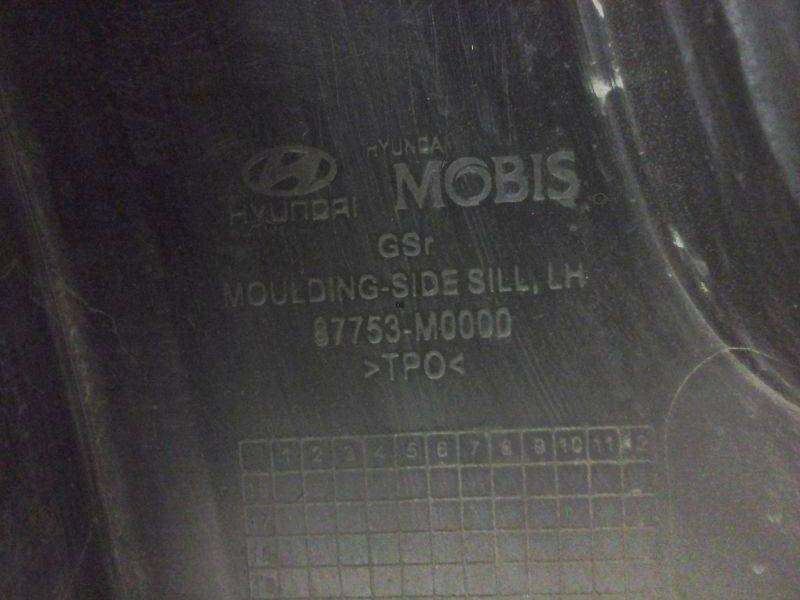 HYUNDAI
HYUNDAI
MOBIS
GSr
MOULDING-SIDE SILL, LH
87753-M0000
>TPO<
1 2 3 4 5 6 7 8 9 10 11 12
17